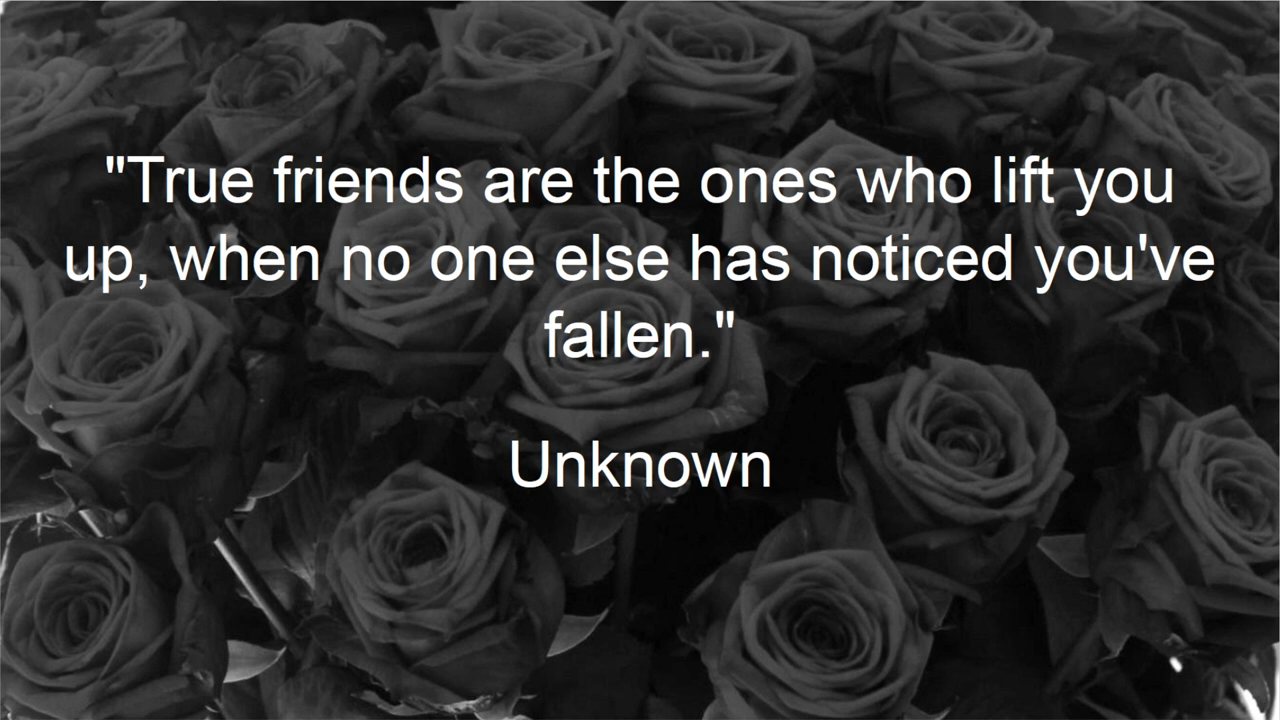 "True friends are the ones who lift you
up, when no one else has noticed you've
fallen."
Unknown